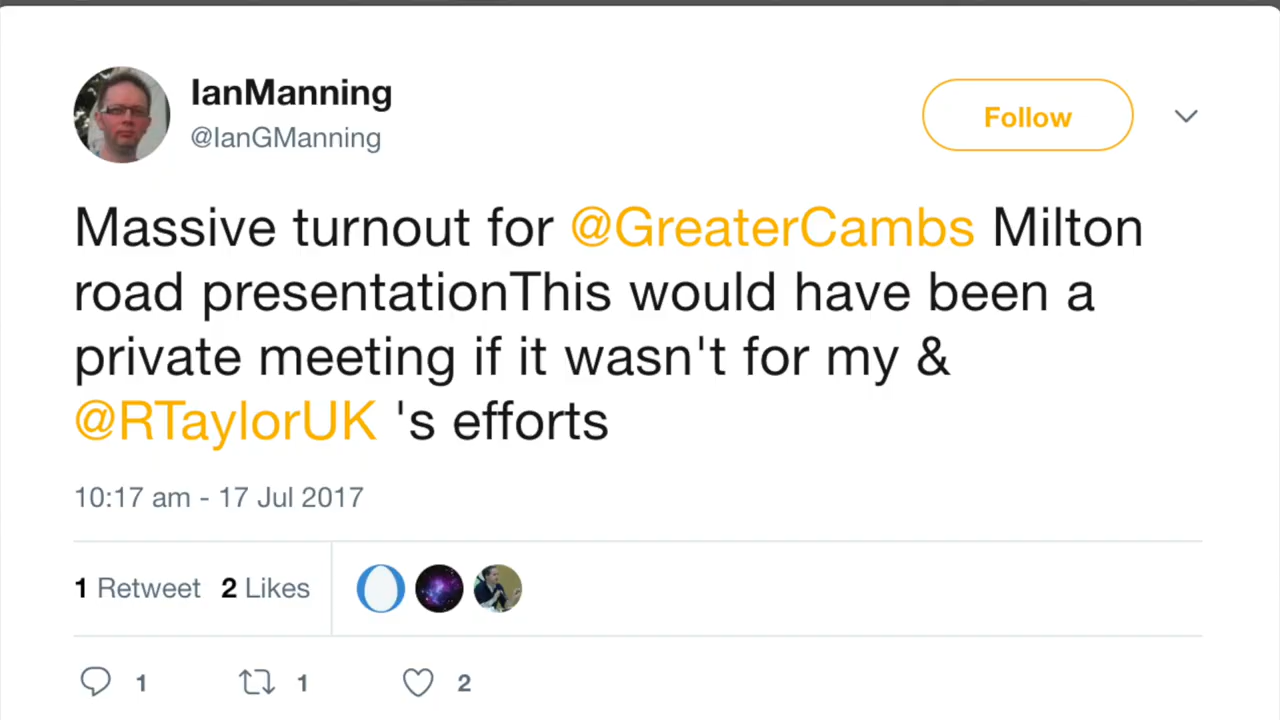 IanManning
@IanGManning
Follow
Massive turnout for @GreaterCambs Milton
road presentationThis would have been a
private meeting if it wasn't for my &
@RTaylorUK 's efforts
10:17 am - 17 Jul 2017
1 Retweet 2 Likes
1 1 2